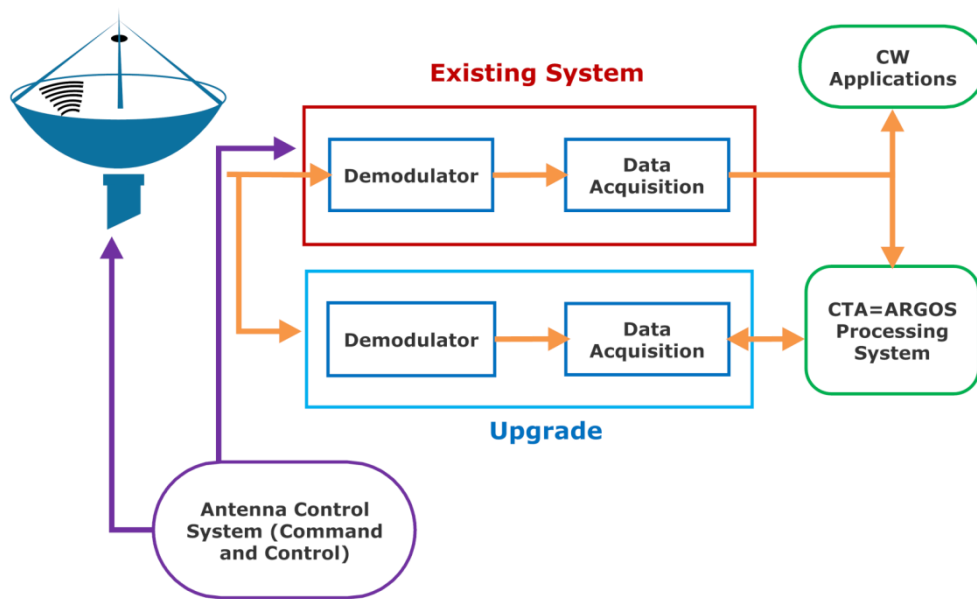 CW
Applications
Existing System
Demodulator
Data
Acquisition
CTA=ARGOS
Processing
System
Demodulator
Data
Acquisition
Upgrade
Antenna Control
System (Command
and Control)